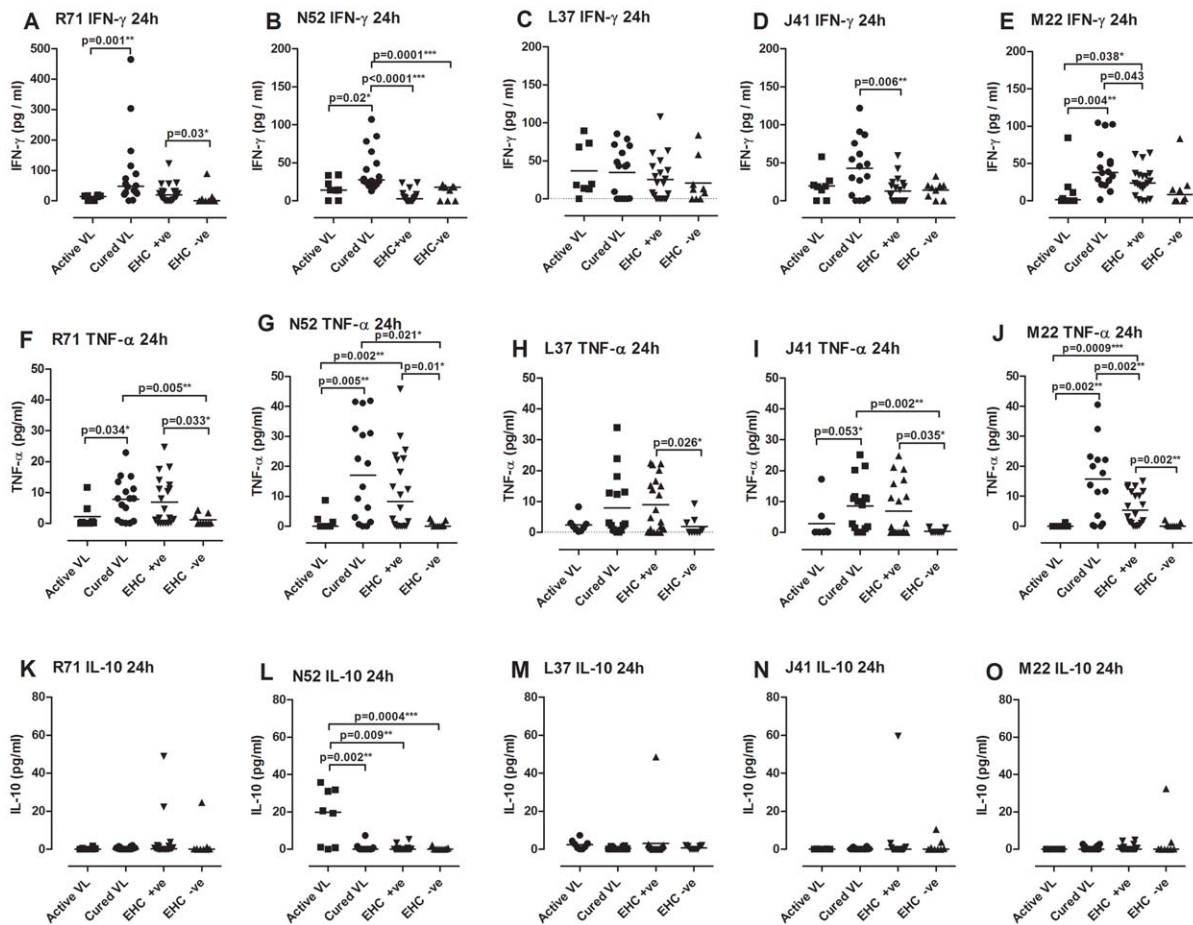 A R71 IFN-γ 24h
IFN-γ (pg / ml)
500
400
300
200
100
0
p=0.001**
p=0.03*
Active VL
Cured VL
EHC +ve
EHC -ve
B N52 IFN-γ 24h
IFN-γ (pg / ml)
200
150
100
50
0
p=0.0001***
p<0.0001***
p=0.02*
Active VL
Cured VL
EHC+ve
EHC-ve
C L37 IFN-γ 24h
IFN-γ (pg / ml)
200
150
100
50
0
Active VL
Cured VL
EHC +ve
EHC -ve
D J41 IFN-γ 24h
IFN-γ (pg / ml)
200
150
100
50
0
p=0.006**
Active VL
Cured VL
EHC +ve
EHC -ve
E M22 IFN-γ 24h
IFN-γ (pg / ml)
200
150
100
50
0
p=0.038*
p=0.043
p=0.004**
Active VL
Cured VL
EHC +ve
EHC -ve
F R71 TNF-α 24h
TNF-α (pg/ml)
50
40
30
20
10
0
p=0.005**
p=0.034*
p=0.033*
Active VL
Cured VL
EHC +ve
EHC -ve
G N52 TNF-α 24h
TNF-α (pg/ml)
50
40
30
20
10
0
p=0.021*
p=0.002**
p=0.01*
p=0.005**
Active VL
Cured VL
EHC +ve
EHC -ve
H L37 TNF-α 24h
TNF-α (pg/ml)
50
40
30
20
10
0
p=0.026*
Active VL
Cured VL
EHC +ve
EHC -ve
I J41 TNF-α 24h
TNF-α (pg/ml)
50
40
30
20
10
0
p=0.002**
p=0.053*
p=0.035*
Active VL
Cured VL
EHC +ve
EHC -ve
J M22 TNF-α 24h
TNF-α (pg/ml)
50
40
30
20
10
0
p=0.0009***
p=0.002**
p=0.002**
p=0.002**
Active VL
Cured VL
EHC +ve
EHC -ve
K R71 IL-10 24h
IL-10 (pg/ml)
80
60
40
20
0
Active VL
Cured VL
EHC +ve
EHC -ve
L N52 IL-10 24h
IL-10 (pg/ml)
80
60
40
20
0
p=0.0004***
p=0.009**
p=0.002**
Active VL
Cured VL
EHC +ve
EHC -ve
M L37 IL-10 24h
IL-10 (pg/ml)
80
60
40
20
0
Active VL
Cured VL
EHC +ve
EHC -ve
N J41 IL-10 24h
IL-10 (pg/ml)
80
60
40
20
0
Active VL
Cured VL
EHC +ve
EHC -ve
O M22 IL-10 24h
IL-10 (pg/ml)
80
60
40
20
0
Active VL
Cured VL
EHC +ve
EHC -ve